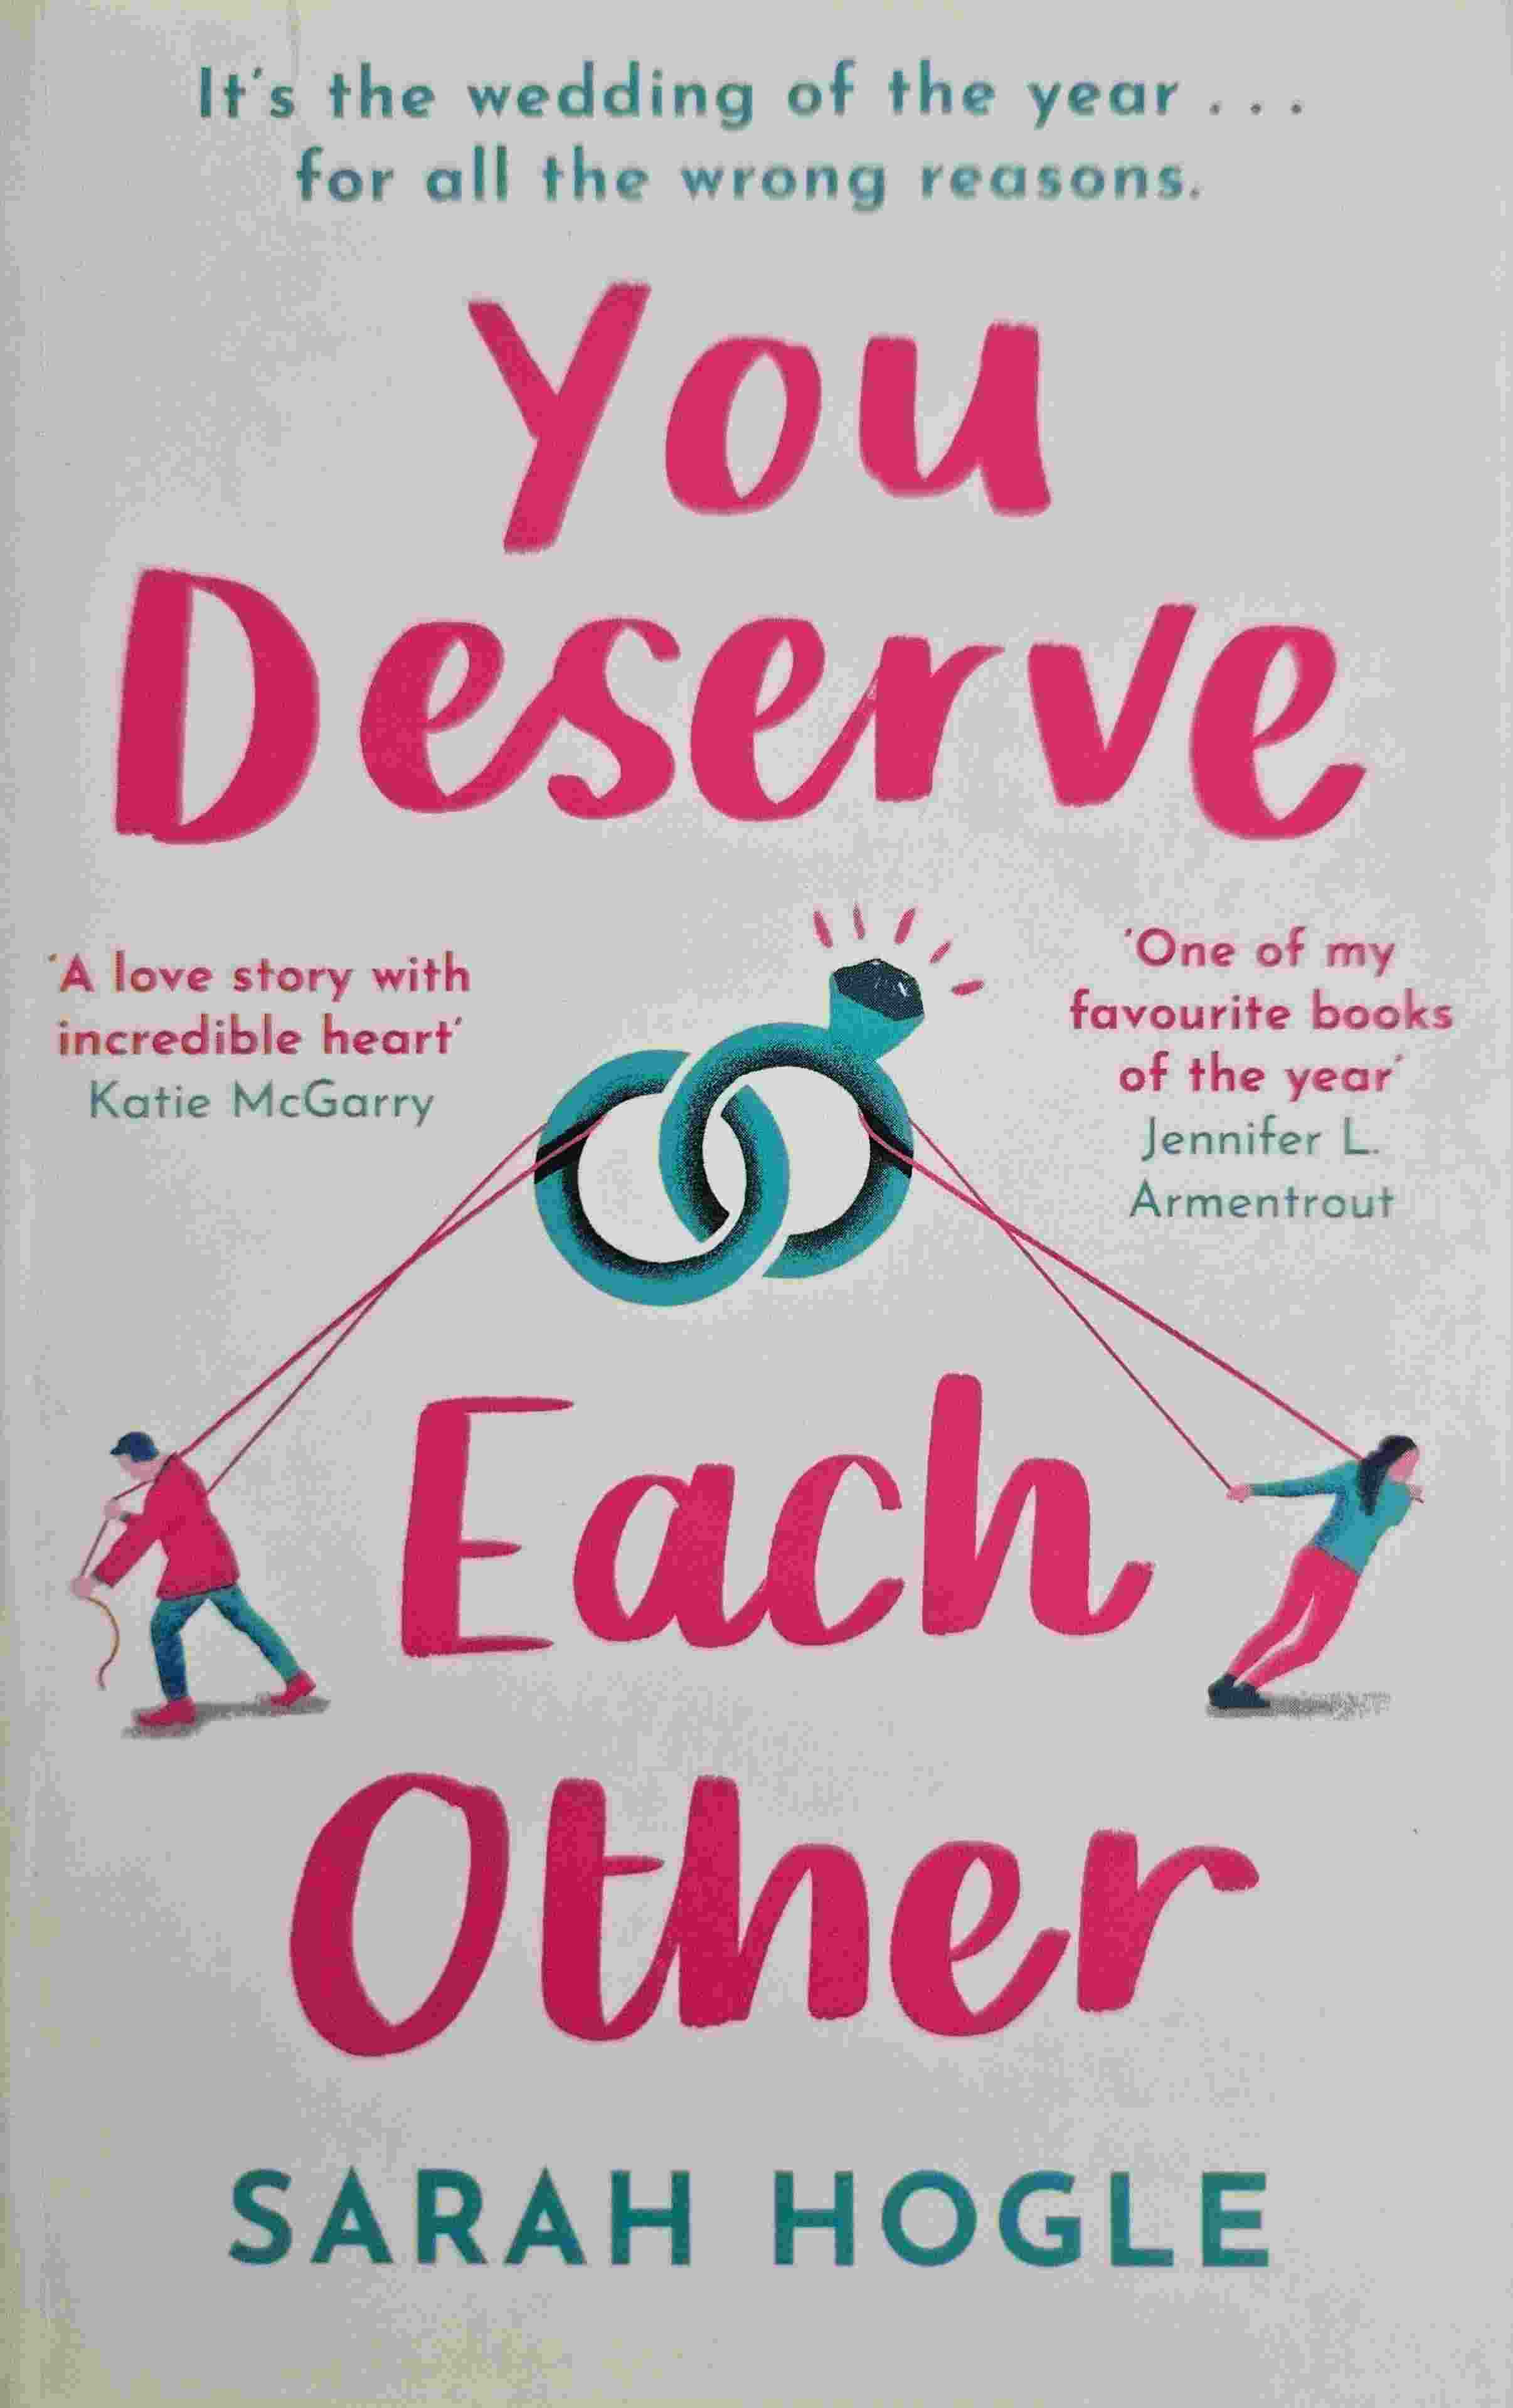 It's the wedding of the year . . .
for all the wrong reasons.
You
Deserve
'A love story with
incredible heart'
Katie McGarry
'One of my
favourite books
of the year'
Jennifer L.
Armentrout
Each
Other
SARAH HOGLE